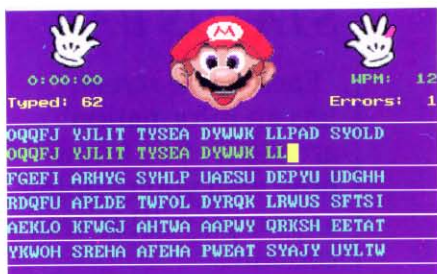 M
0:00:00 WPM: 12
Typed: 62 Errors: 1
OQQFJ YJLIT TYSEA DYWWK LLPAD SYOLD
OQQFJ YJLIT TYSEA DYWWK LL
FGEFI ARHYG SYHLP UAESU DEPYU UDGHH
RDQFU APLDE TWFOL DYRQK LRWUS SFTSI
AEKLO KFWGJ AHTWA AAPWY QRKSH EETAT
YKWOH SREHA AFEHA PWEAT SYAJY UYLTW